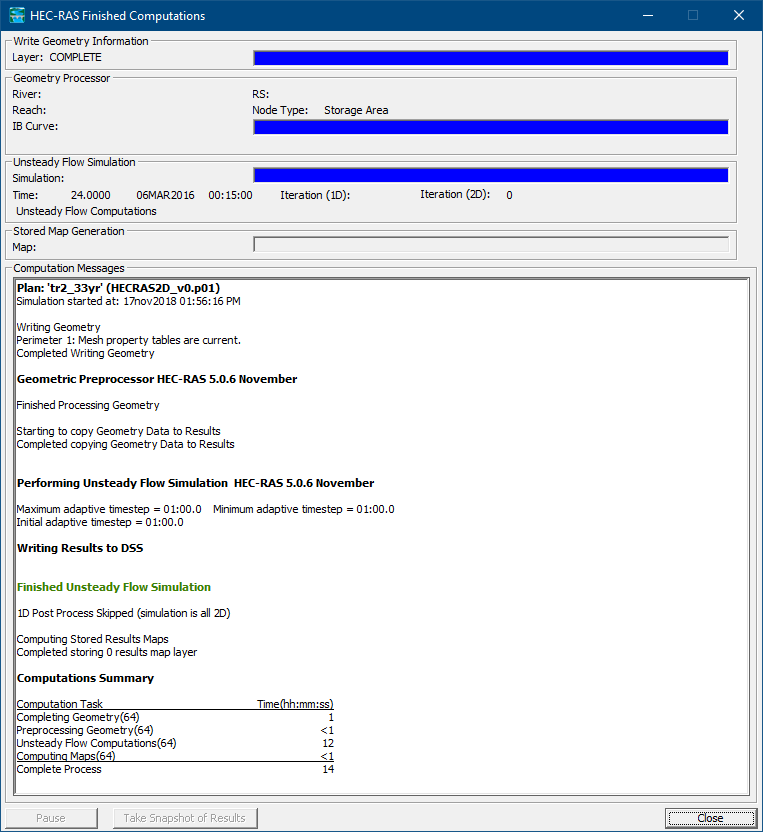 HEC-RAS Finished Computations
Write Geometry Information
Layer: COMPLETE
Geometry Processor
River: RS:
Reach: Node Type: Storage Area
IB Curve:
Unsteady Flow Simulation
Simulation:
Time: 24.0000 06MAR2016 00:15:00 Iteration (1D): Iteration (2D): 0
Unsteady Flow Computations
Stored Map Generation
Map:
Computation Messages
Plan: 'tr2_33yr' (HECRAS2D_v0.p01)
Simulation started at: 17nov2018 01:56:16 PM
Writing Geometry
Perimeter 1: Mesh property tables are current.
Completed Writing Geometry
Geometric Preprocessor HEC-RAS 5.0.6 November
Finished Processing Geometry
Starting to copy Geometry Data to Results
Completed copying Geometry Data to Results
Performing Unsteady Flow Simulation HEC-RAS 5.0.6 November
Maximum adaptive timestep = 01:00.0 Minimum adaptive timestep = 01:00.0
Initial adaptive timestep = 01:00.0
Writing Results to DSS
Finished Unsteady Flow Simulation
1D Post Process Skipped (simulation is all 2D)
Computing Stored Results Maps
Completed storing 0 results map layer
Computations Summary
Computation Task Time(hh:mm:ss)
Completing Geometry(64) 1
Preprocessing Geometry(64) <1
Unsteady Flow Computations(64) 12
Computing Maps(64) <1
Complete Process 14
Pause Take Snapshot of Results Close